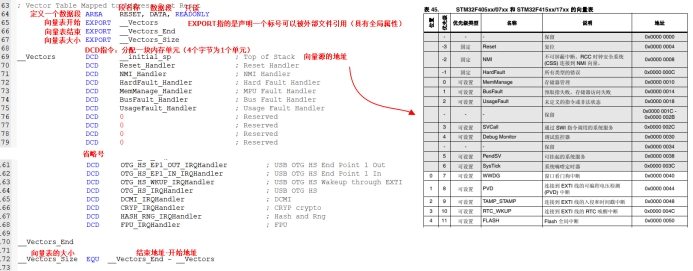 63 ; Vector Table Mapped to Address 0 at Reset
定义一个数据段 段名称 数据段 只读
64 AREA RESET, DATA, READONLY
向量表开始 EXPORT __Vectors EXPORT指的是声明一个标号可以被外部文件引用（具有全局属性）
向量表结束 EXPORT __Vectors_End
向量表大小 EXPORT __Vectors_Size
68 DCD指令：分配一块内存单元（4个字节为1个单元）
向量源的地址
69 __Vectors DCD __initial_sp ; Top of Stack
70 DCD Reset_Handler ; Reset Handler
71 DCD NMI_Handler ; NMI Handler
72 DCD HardFault_Handler ; Hard Fault Handler
73 DCD MemManage_Handler ; MPU Fault Handler
74 DCD BusFault_Handler ; Bus Fault Handler
75 DCD UsageFault_Handler ; Usage Fault Handler
76 DCD 0 ; Reserved
77 DCD 0 ; Reserved
78 DCD 0 ; Reserved
79 DCD 0 ; Reserved
省略号
161 DCD OTG_HS_EP1_OUT_IRQHandler ; USB OTG HS End Point 1 Out
162 DCD OTG_HS_EP1_IN_IRQHandler ; USB OTG HS End Point 1 In
163 DCD OTG_HS_WKUP_IRQHandler ; USB OTG HS Wakeup through EXTI
164 DCD OTG_HS_IRQHandler ; USB OTG HS
165 DCD DCMI_IRQHandler ; DCMI
166 DCD CRYP_IRQHandler ; CRYP crypto
167 DCD HASH_RNG_IRQHandler ; Hash and Rng
168 DCD FPU_IRQHandler ; FPU
169
170 __Vectors_End
171 向量表的大小 结束地址-开始地址
172 __Vectors_Size EQU __Vectors_End - __Vectors
173
表 45. STM32F405xx/07xx 和 STM32F415xx/17xx 的向量表
位置 优先级 优先级类型 名称 说明 地址
- - - 保留 0x0000 0000
-3 固定 Reset 复位 0x0000 0004
-2 固定 NMI 不可屏蔽中断。RCC 时钟安全系统 (CSS) 连接到 NMI 向量。 0x0000 0008
-1 固定 HardFault 所有类型的错误 0x0000 000C
0 可设置 MemManage 存储器管理 0x0000 0010
1 可设置 BusFault 预取指失败，存储器访问失败 0x0000 0014
2 可设置 UsageFault 未定义的指令或非法状态 0x0000 0018
- - - 保留 0x0000 001C - 0x0000 002B
3 可设置 SVCall 通过 SWI 指令调用的系统服务 0x0000 002C
4 可设置 Debug Monitor 调试监控器 0x0000 0030
- - - 保留 0x0000 0034
5 可设置 PendSV 可挂起的系统服务 0x0000 0038
6 可设置 SysTick 系统嘀嗒定时器 0x0000 003C
0 7 可设置 WWDG 窗口看门狗中断 0x0000 0040
1 8 可设置 PVD 连接到 EXTI 线的可编程电压检测 (PVD) 中断 0x0000 0044
2 9 可设置 TAMP_STAMP 连接到 EXTI 线的入侵和时间戳中断 0x0000 0048
3 10 可设置 RTC_WKUP 连接到 EXTI 线的 RTC 唤醒中断 0x0000 004C
4 11 可设置 FLASH Flash 全局中断 0x0000 0050